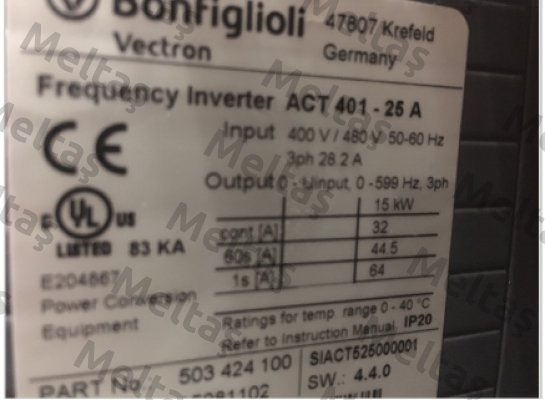 Bonfiglioli 47807 Krefeld
Vectron Germany
Frequency Inverter ACT 401 - 25 A
Input 400 V / 480 V 50-60 Hz
3ph 28.2 A
Output 0 - Uinput, 0 - 599 Hz, 3ph
15 kW
cont [A] 32
60s [A] 44.5
1s [A] 64
CE
C UL US
LISTED 83 KA
E204867
Power Conversion
Equipment
Ratings for temp. range 0 - 40 °C
Refer to Instruction Manual IP20
PART No. 503 424 100 SIACT525000001
SW.: 4.4.0
Meltaş